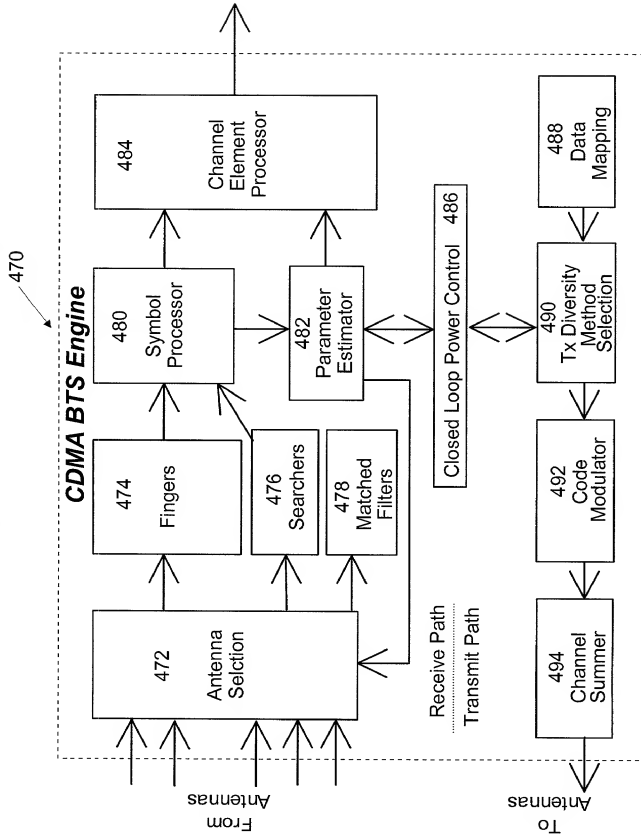 470
CDMA BTS Engine
From
Antennas
472
Antenna
Selction
474
Fingers
476
Searchers
478
Matched
Filters
480
Symbol
Processor
482
Parameter
Estimator
484
Channel
Element
Processor
Receive Path
Transmit Path
Closed Loop Power Control 486
To
Antennas
494
Channel
Summer
492
Code
Modulator
490
Tx Diversity
Method
Selection
488
Data
Mapping